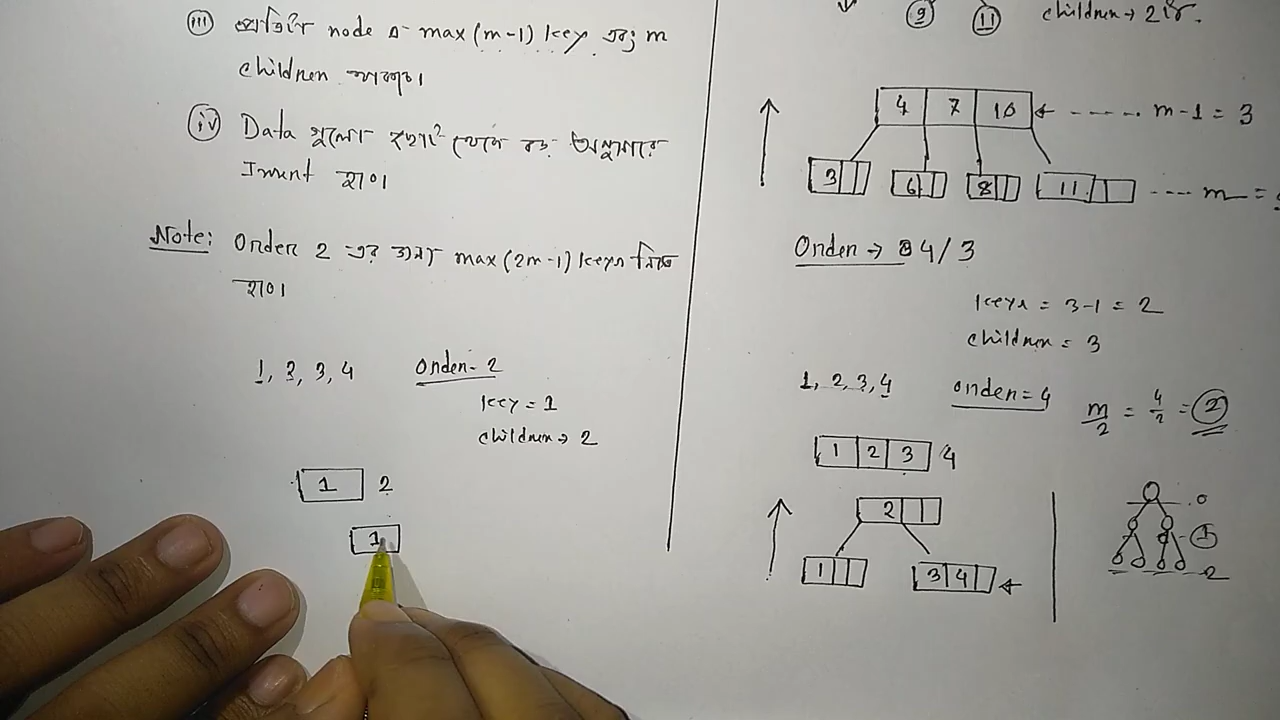 iii প্রতিটি node এ max (m-1) key এবং m
children থাকবে।
iv Data গুলো ছোট থেকে বড় অনুসারে
Insert হবে।
Note: Order 2 এর জন্য max (2m-1) keys নিতে
হবে।
1, 2, 3, 4 Order-2
key = 1
children → 2
1 2
1
9 11 children → 2টি.
4 7 10 ← ----- m-1 = 3
3 6 8 11 ---- m =
Order → 4/3
keys = 3-1 = 2
children = 3
1, 2, 3, 4 order = 4 m/2 = 4/2 = 2
1 2 3 4
2
1 3 4
0
1
2